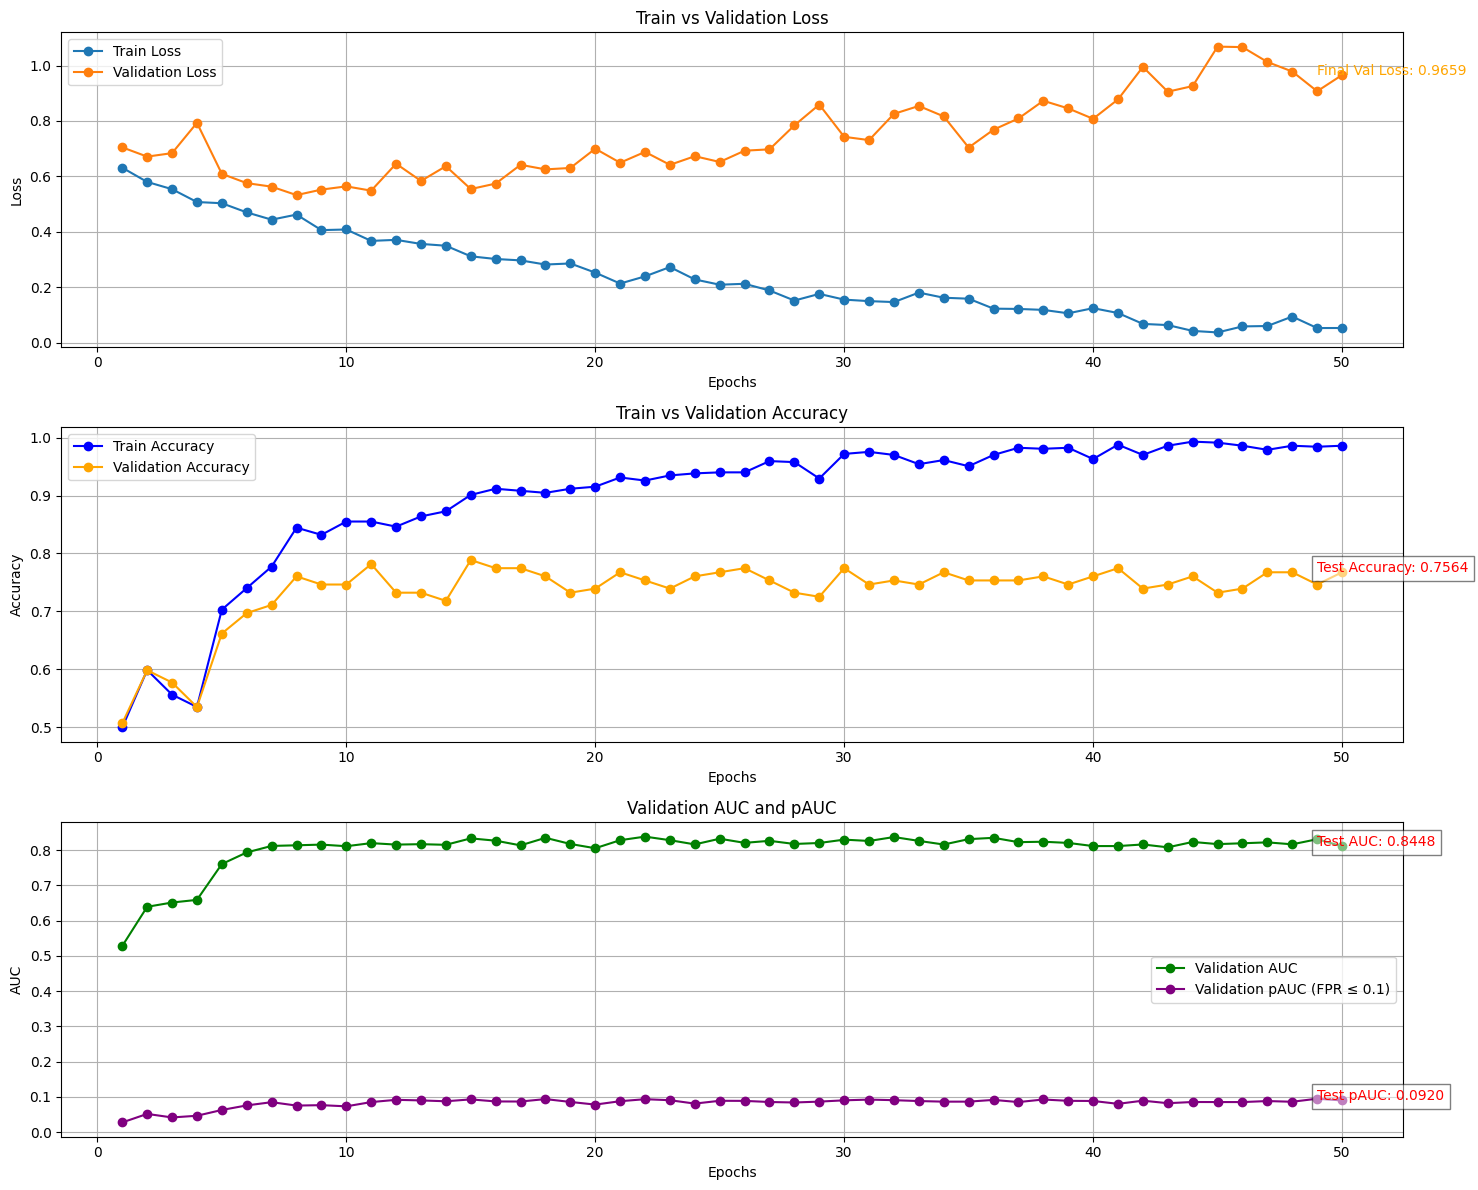 Train vs Validation Loss
Train Loss
Validation Loss
Final Val Loss: 0.9659
Loss
1.0
0.8
0.6
0.4
0.2
0.0
0 10 20 30 40 50
Epochs
Train vs Validation Accuracy
Train Accuracy
Validation Accuracy
Test Accuracy: 0.7564
Accuracy
1.0
0.9
0.8
0.7
0.6
0.5
0 10 20 30 40 50
Epochs
Validation AUC and pAUC
Test AUC: 0.8448
Validation AUC
Validation pAUC (FPR ≤ 0.1)
Test pAUC: 0.0920
AUC
0.8
0.7
0.6
0.5
0.4
0.3
0.2
0.1
0.0
0 10 20 30 40 50
Epochs